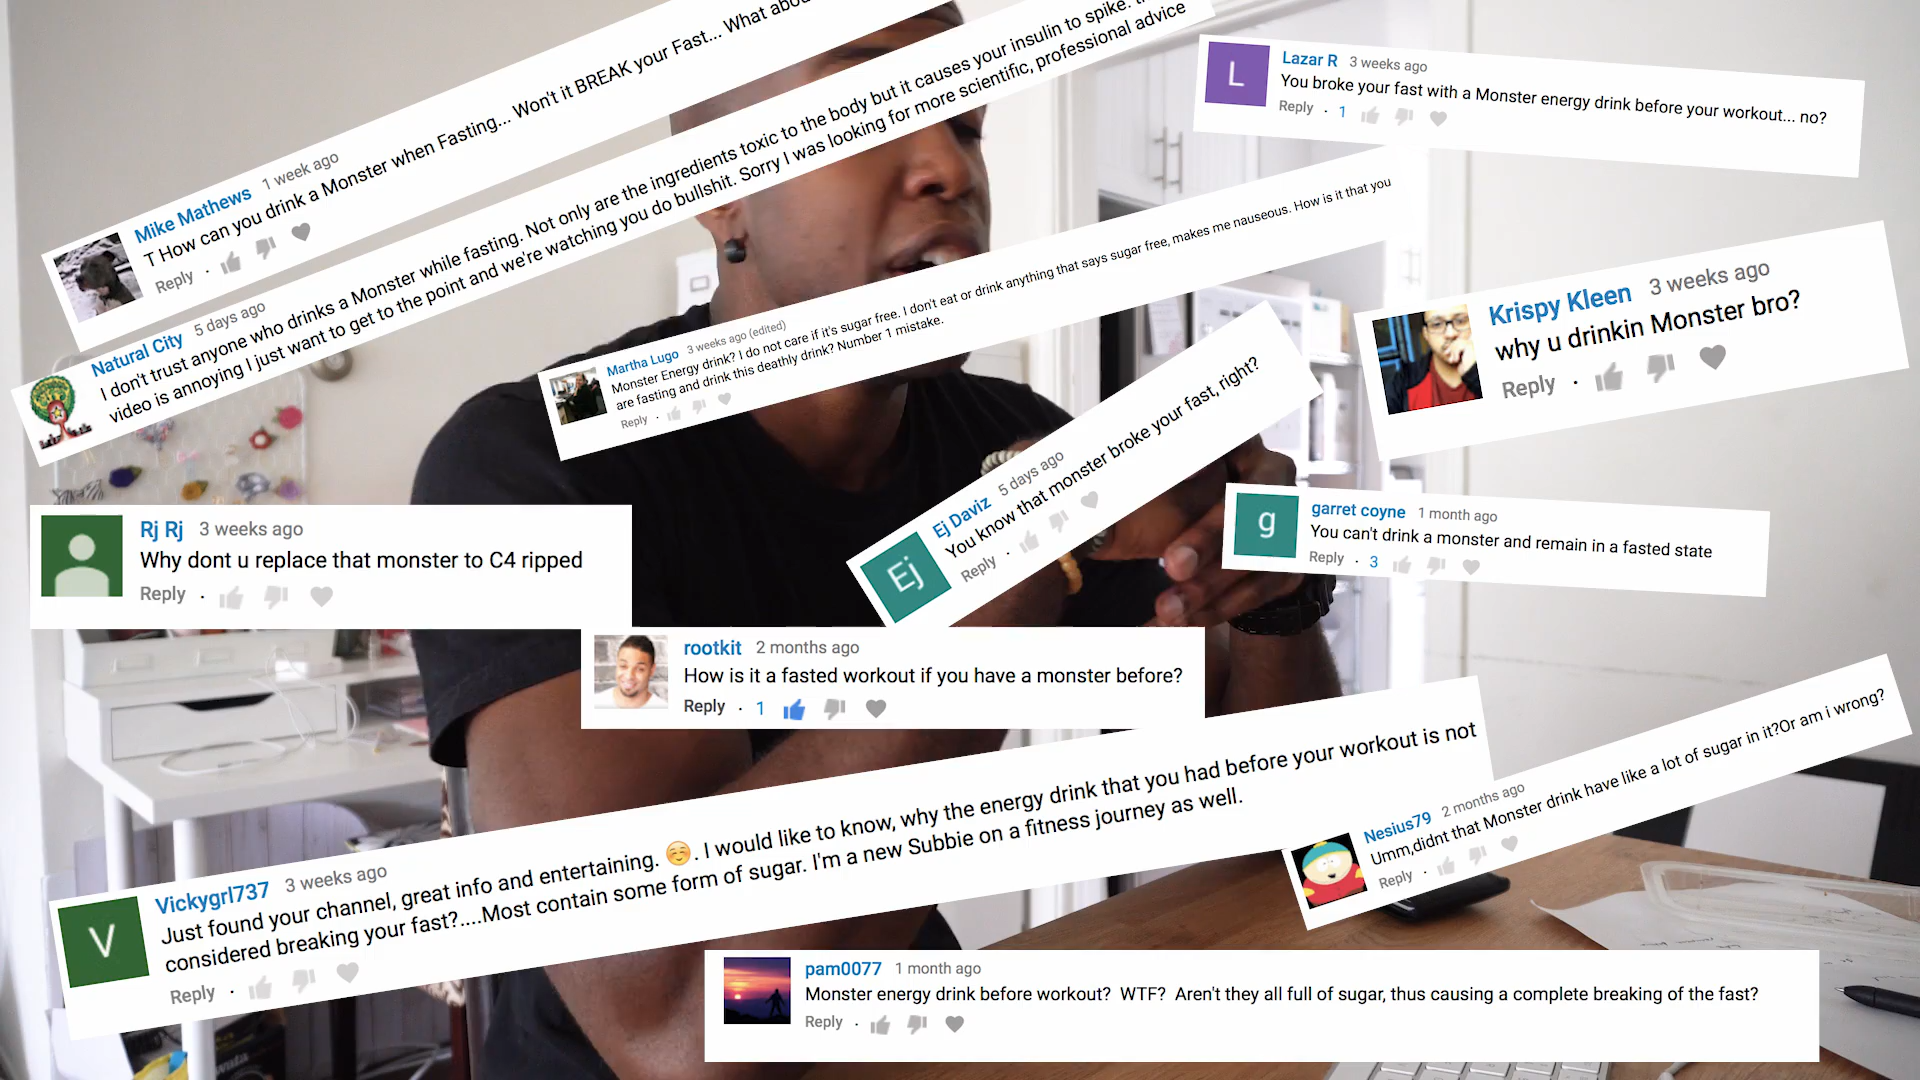 Mike Mathews 1 week ago
T How can you drink a Monster when Fasting... Won't it BREAK your Fast... What abou
Reply
Natural City 5 days ago
I don't trust anyone who drinks a Monster while fasting. Not only are the ingredients toxic to the body but it causes your insulin to spike.
video is annoying I just want to get to the point and we're watching you do bullshit. Sorry I was looking for more scientific, professional advice
L
Lazar R 3 weeks ago
You broke your fast with a Monster energy drink before your workout... no?
Reply 1
Martha Lugo 3 weeks ago (edited)
Monster Energy drink? I do not care if it's sugar free. I don't eat or drink anything that says sugar free, makes me nauseous. How is it that you
are fasting and drink this deathly drink? Number 1 mistake.
Reply
Krispy Kleen 3 weeks ago
why u drinkin Monster bro?
Reply
Rj Rj 3 weeks ago
Why dont u replace that monster to C4 ripped
Reply
Ej
Ej Daviz 5 days ago
You know that monster broke your fast, right?
Reply
g
garret coyne 1 month ago
You can't drink a monster and remain in a fasted state
Reply 3
rootkit 2 months ago
How is it a fasted workout if you have a monster before?
Reply 1
V
Vickygrl737 3 weeks ago
Just found your channel, great info and entertaining. ☺️. I would like to know, why the energy drink that you had before your workout is not
considered breaking your fast?....Most contain some form of sugar. I'm a new Subbie on a fitness journey as well.
Reply
Nesius79 2 months ago
Umm,didnt that Monster drink have like a lot of sugar in it?Or am i wrong?
Reply
pam0077 1 month ago
Monster energy drink before workout? WTF? Aren't they all full of sugar, thus causing a complete breaking of the fast?
Reply